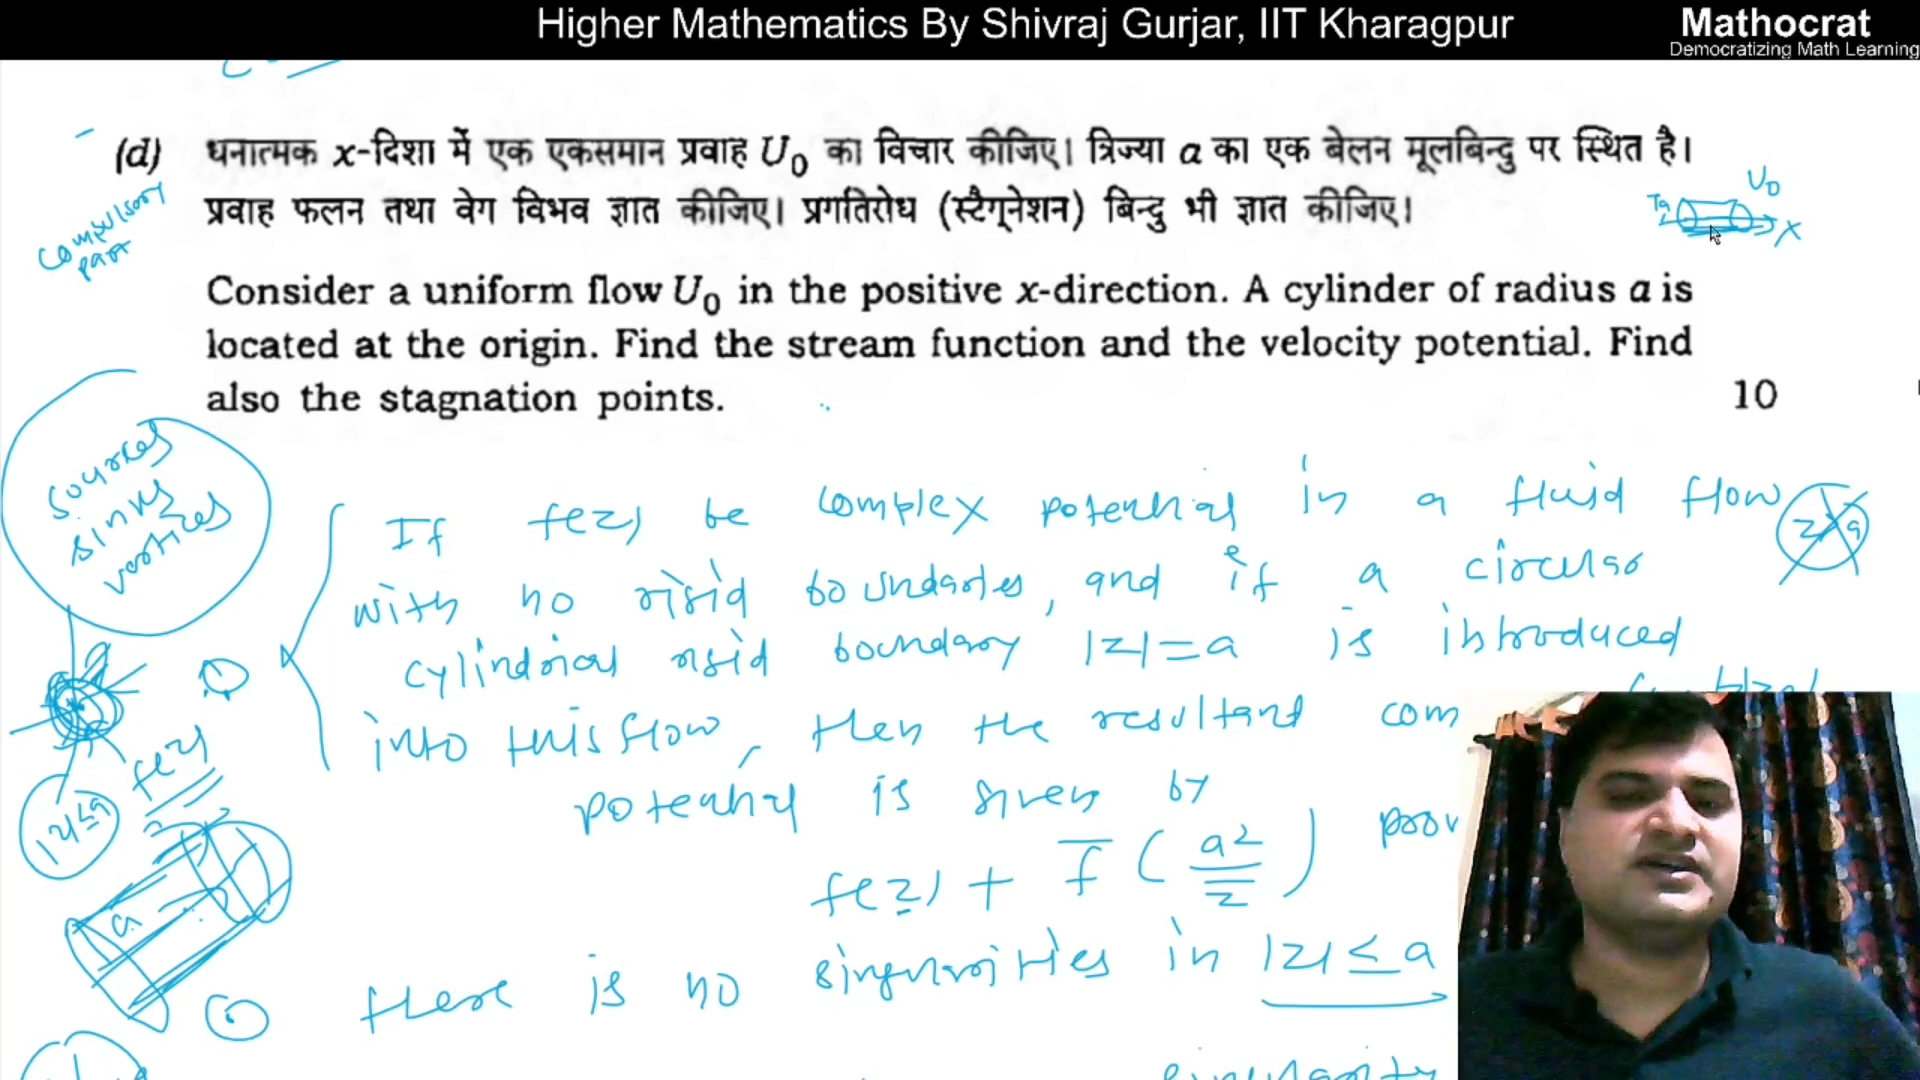 Higher Mathematics By Shivraj Gurjar, IIT Kharagpur
Mathocrat
Democratizing Math Learning
(d) धनात्मक x-दिशा में एक एकसमान प्रवाह U₀ का विचार कीजिए। त्रिज्या a का एक बेलन मूलबिन्दु पर स्थित है।
प्रवाह फलन तथा वेग विभव ज्ञात कीजिए। प्रगतिरोध (स्टैग्नेशन) बिन्दु भी ज्ञात कीजिए।
U₀
X
compulsory
part
Consider a uniform flow U₀ in the positive x-direction. A cylinder of radius a is
located at the origin. Find the stream function and the velocity potential. Find
also the stagnation points.
10
sources
sinks
vortices
If f(z) be complex potential in a fluid flow
with no rigid boundaries, and if a circular
cylindrical rigid boundary |z|=a is introduced
into this flow, then the resultant com
potential is given by
f(z) + f̅ (a²/z) prov
there is no singularities in |z| ≤ a
f(z)
|z|≤a
a
singularity